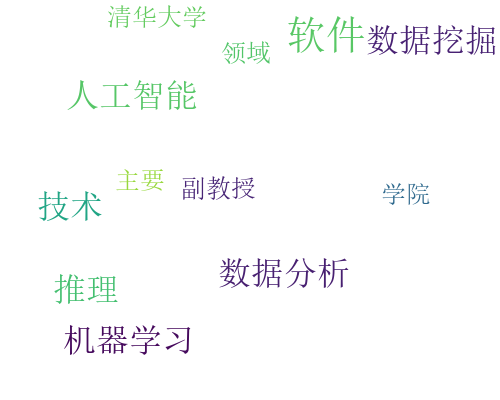 清华大学
领域
软件
数据挖掘
人工智能
主要
副教授
学院
技术
数据分析
推理
机器学习